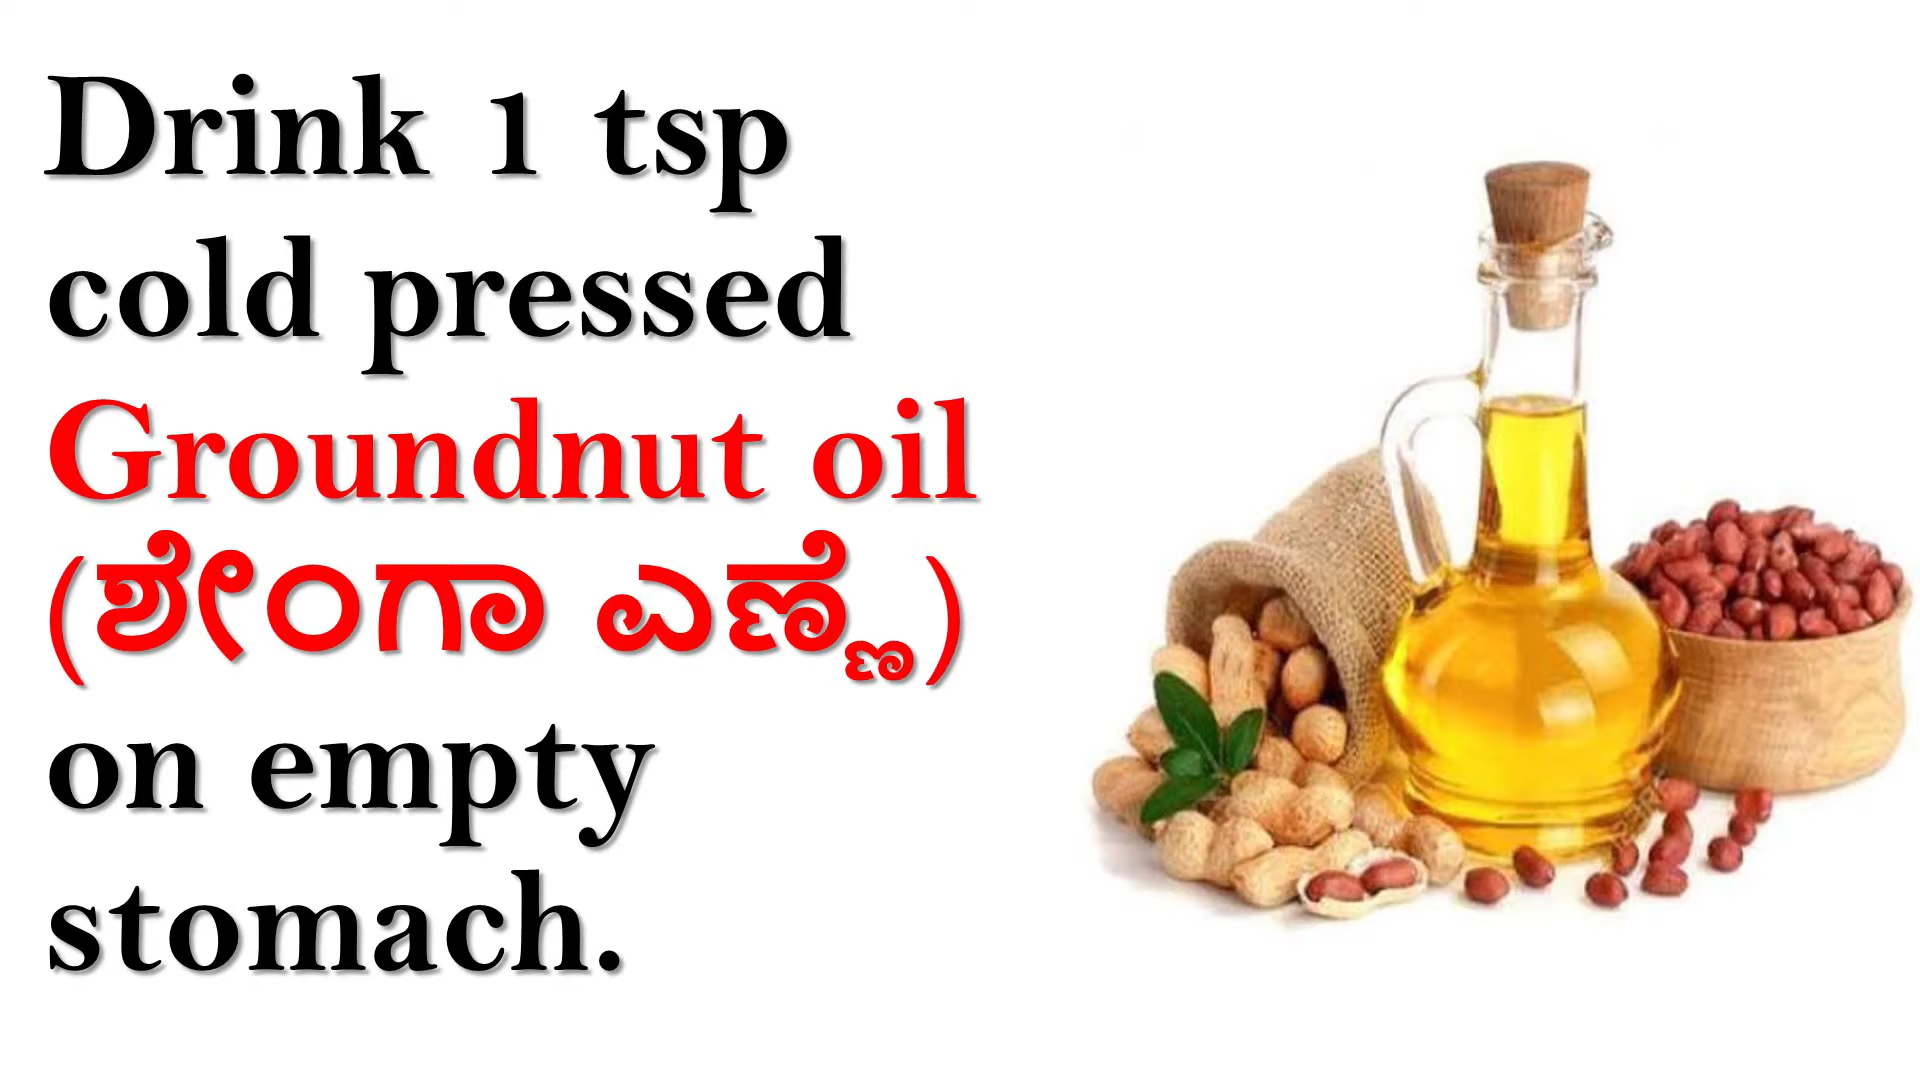 Drink 1 tsp
cold pressed
Groundnut oil
(ಶೇಂಗಾ ಎಣ್ಣೆ)
on empty
stomach.